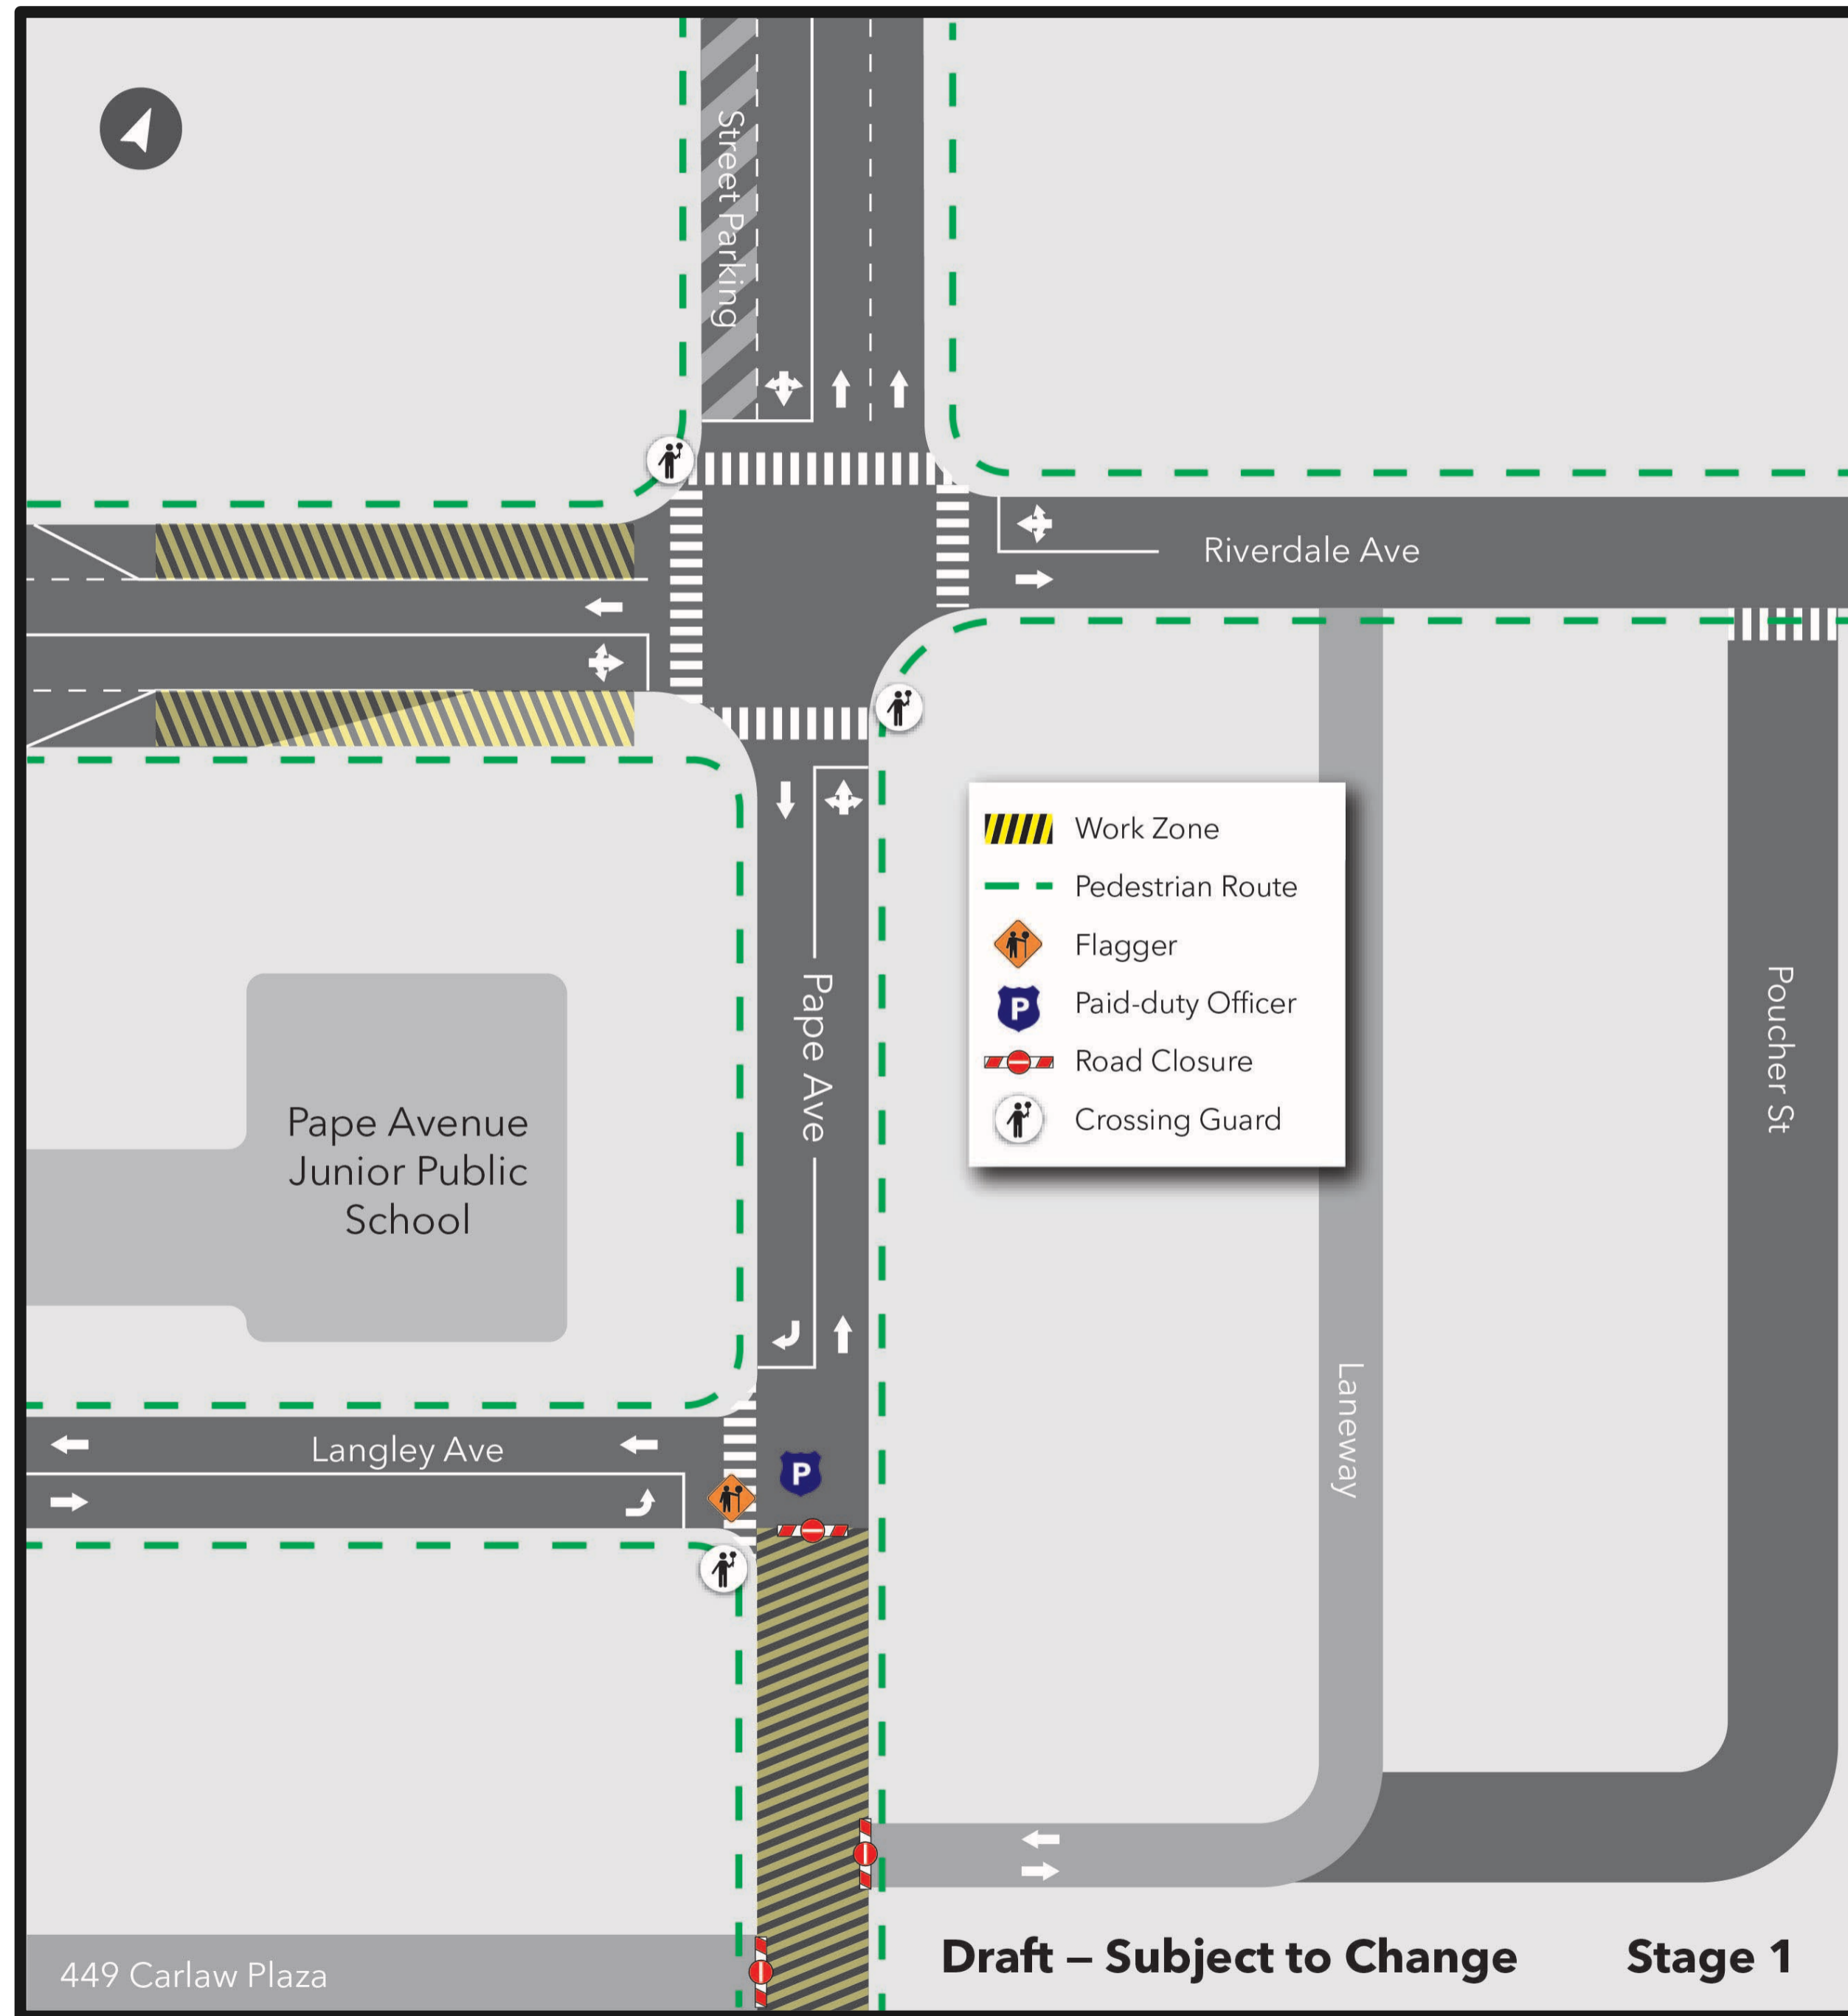 Street Parking
Riverdale Ave
Work Zone
Pedestrian Route
Flagger
P
Paid-duty Officer
Road Closure
Crossing Guard
Pape Ave
Poucher St
Pape Avenue
Junior Public
School
Laneway
Langley Ave
P
449 Carlaw Plaza
Draft – Subject to Change
Stage 1